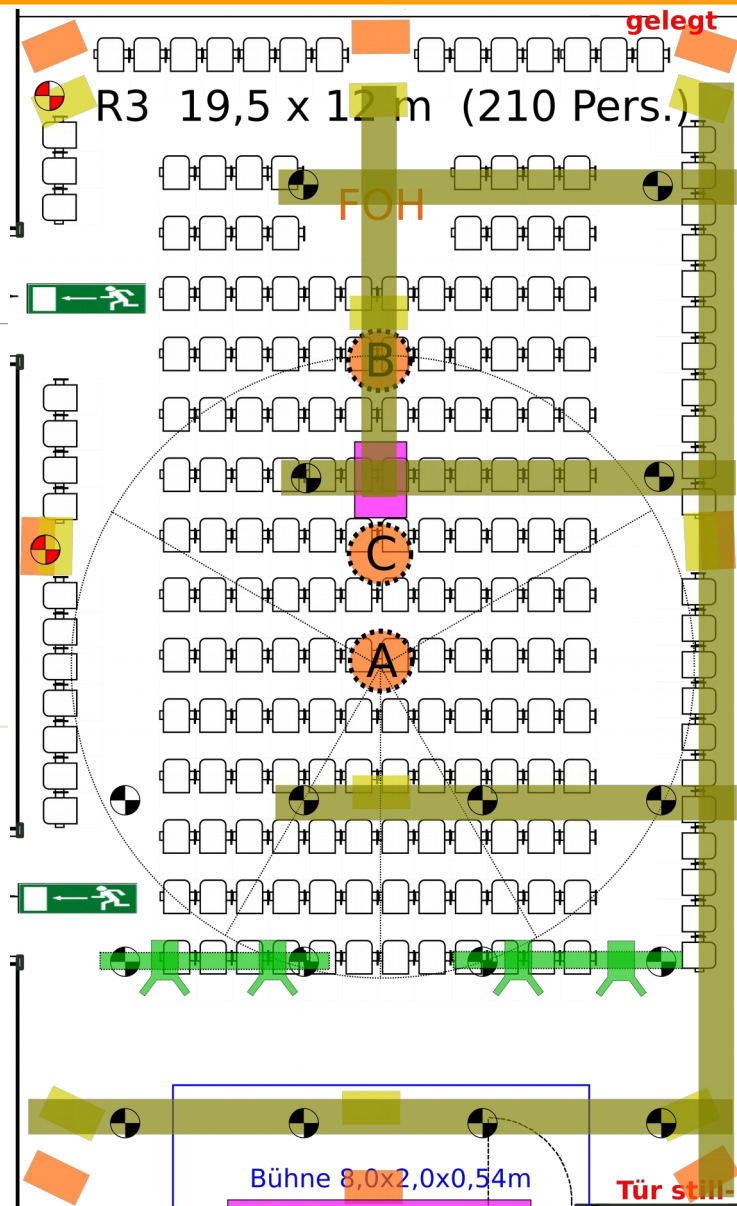 gelegt
R3 19,5 x 12 m (210 Pers.)
FOH
B
C
A
Bühne 8,0x2,0x0,54m
Tür still-